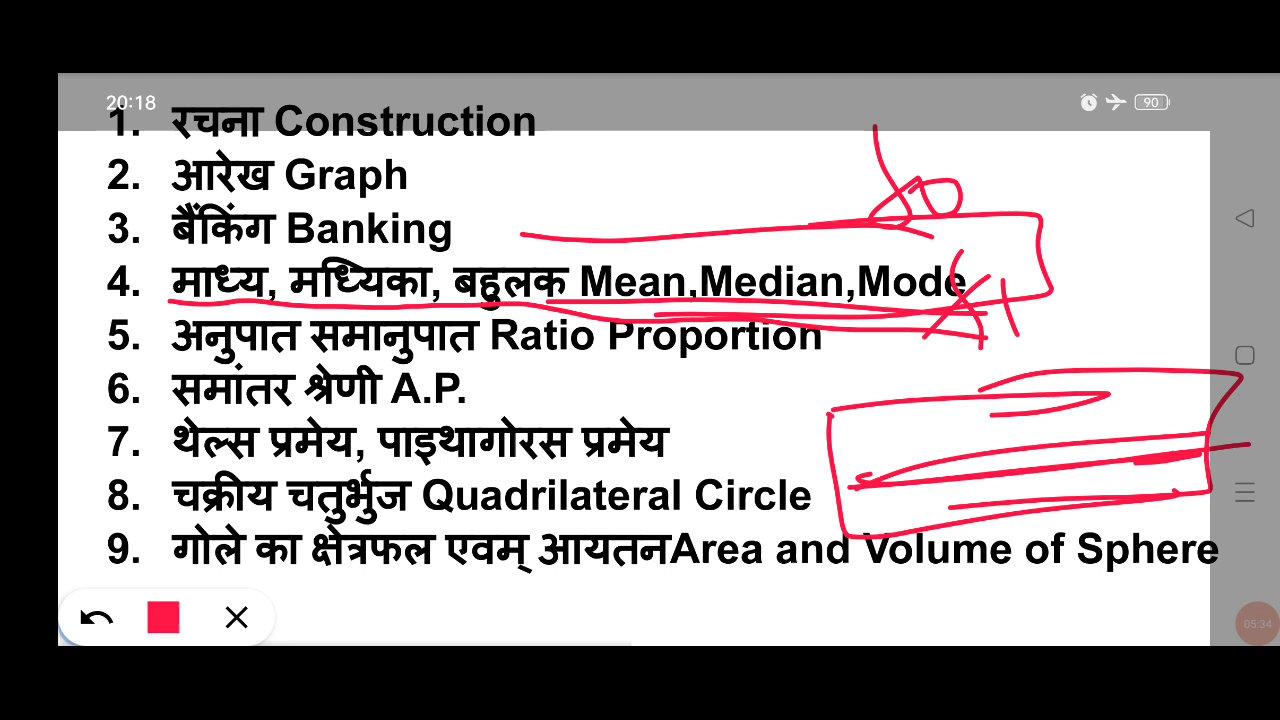 20:18
90
1. रचना Construction
2. आरेख Graph
3. बैंकिंग Banking
4. माध्य, मध्यिका, बहुलक Mean,Median,Mode
5. अनुपात समानुपात Ratio Proportion
6. समांतर श्रेणी A.P.
7. थेल्स प्रमेय, पाइथागोरस प्रमेय
8. चक्रीय चतुर्भुज Quadrilateral Circle
9. गोले का क्षेत्रफल एवम् आयतनArea and Volume of Sphere
05:34